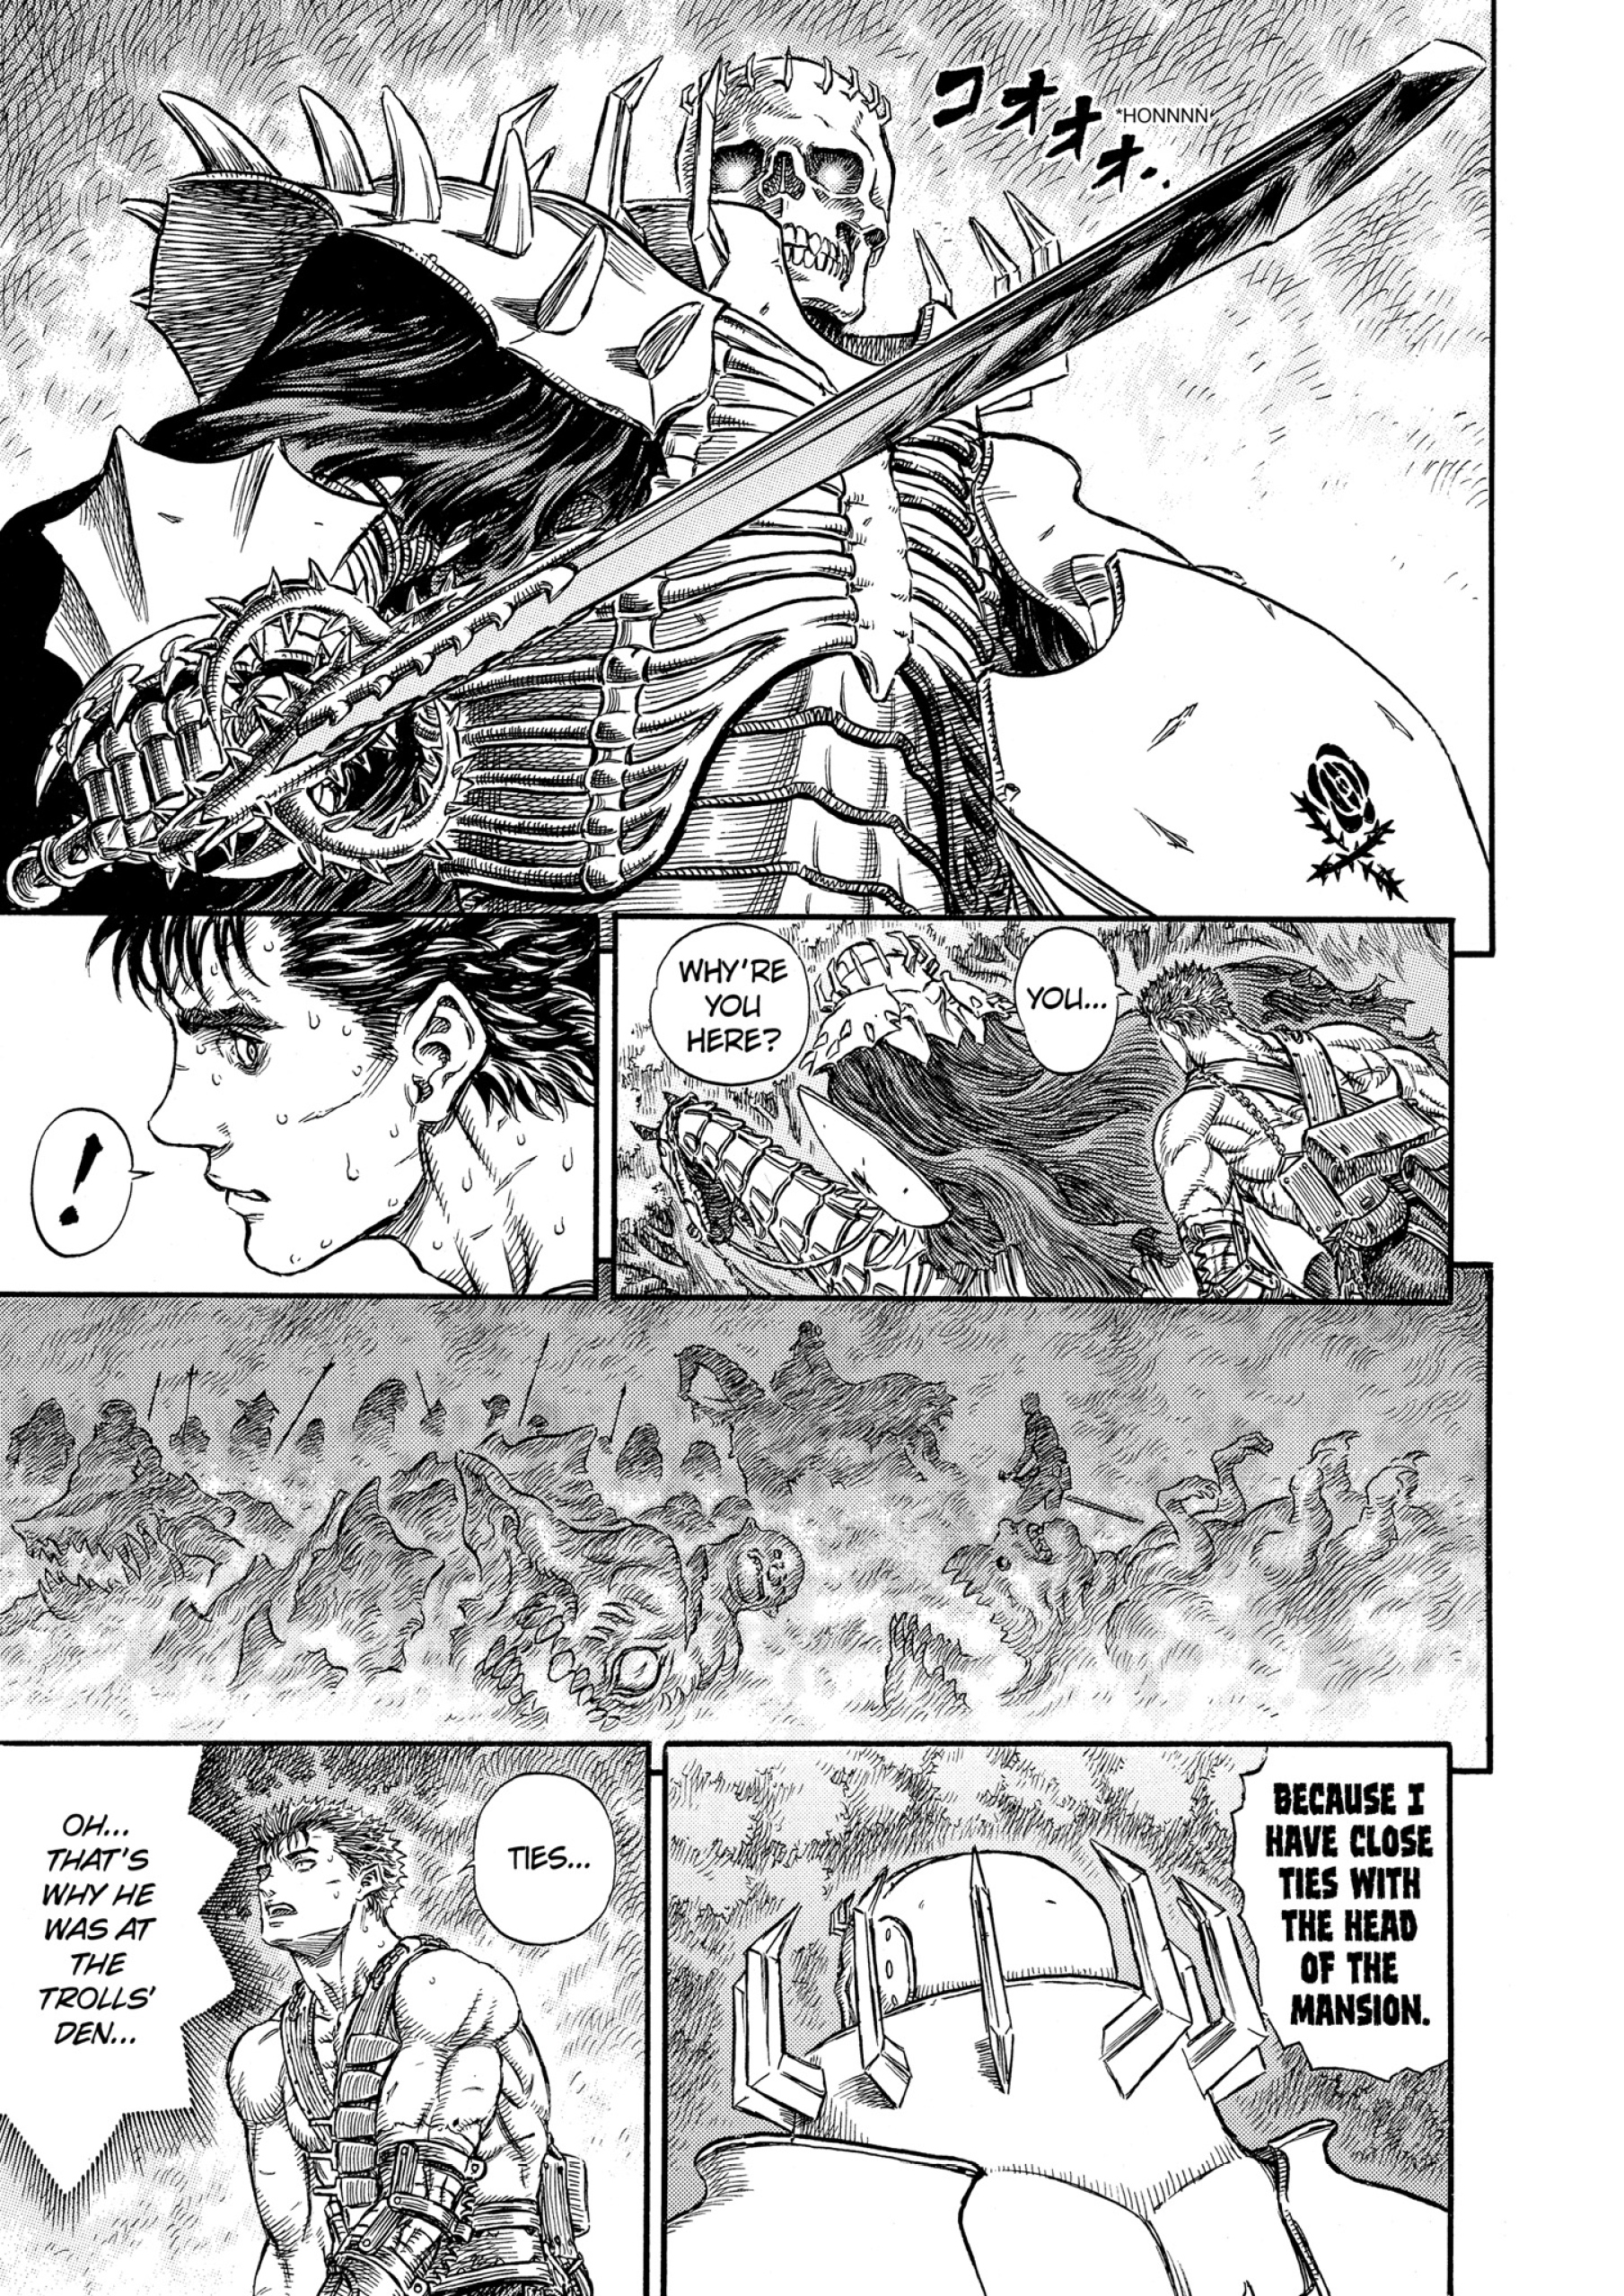 コオオオ..
*HONNNN
YOU...
WHY'RE
YOU
HERE?
!
BECAUSE I
HAVE CLOSE
TIES WITH
THE HEAD
OF THE
MANSION.
TIES...
OH...
THAT'S
WHY HE
WAS AT
THE
TROLLS'
DEN...